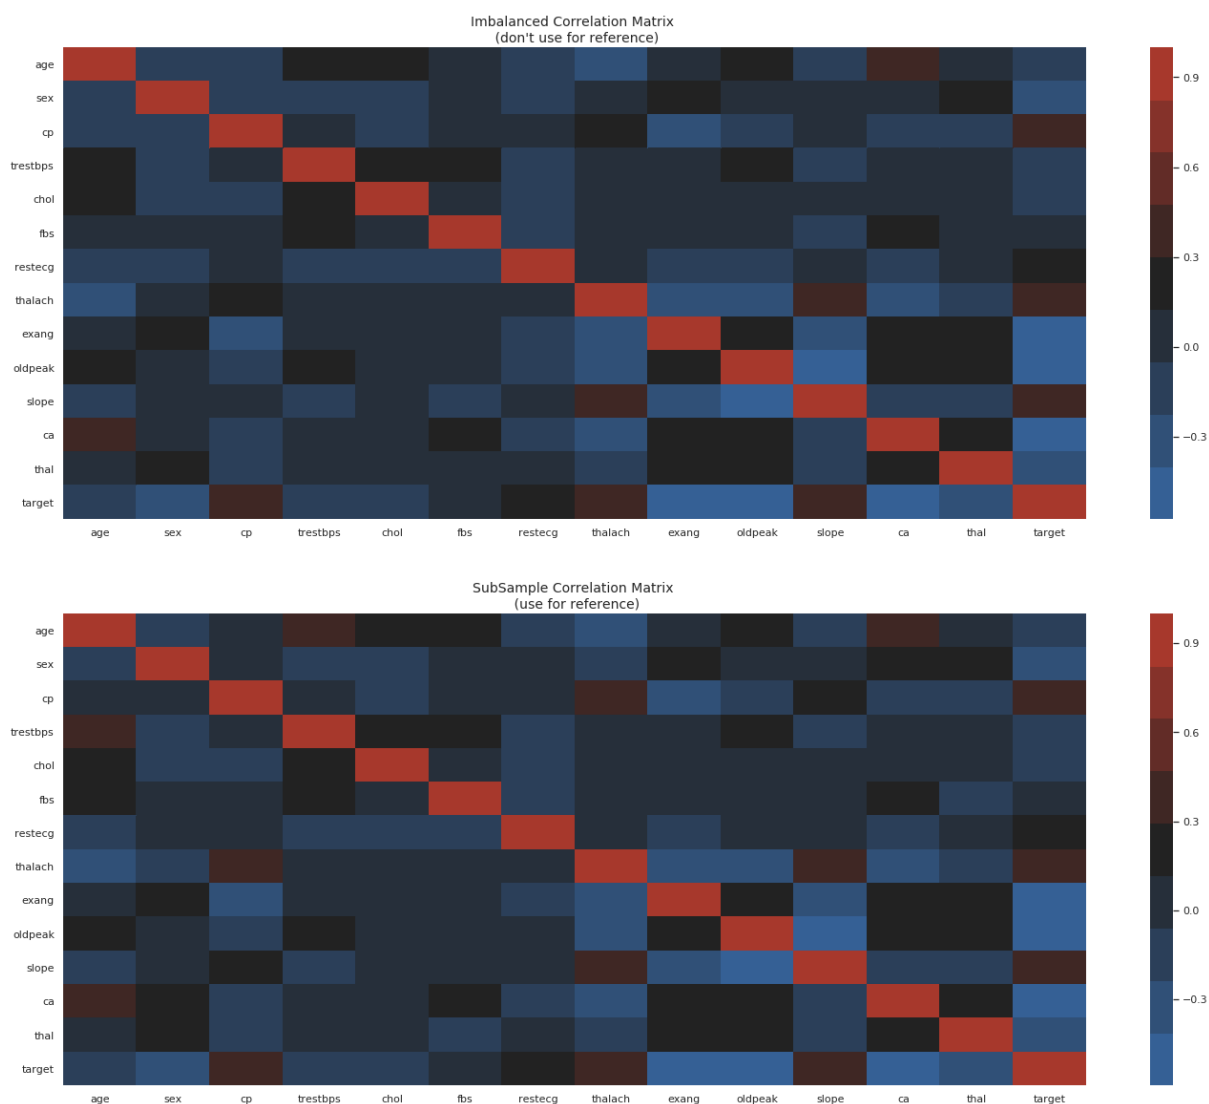 Imbalanced Correlation Matrix
(don't use for reference)
age
sex
cp
trestbps
chol
fbs
restecg
thalach
exang
oldpeak
slope
ca
thal
target
age sex cp trestbps chol fbs restecg thalach exang oldpeak slope ca thal target
0.9
0.6
0.3
0.0
−0.3
SubSample Correlation Matrix
(use for reference)
age
sex
cp
trestbps
chol
fbs
restecg
thalach
exang
oldpeak
slope
ca
thal
target
age sex cp trestbps chol fbs restecg thalach exang oldpeak slope ca thal target
0.9
0.6
0.3
0.0
−0.3